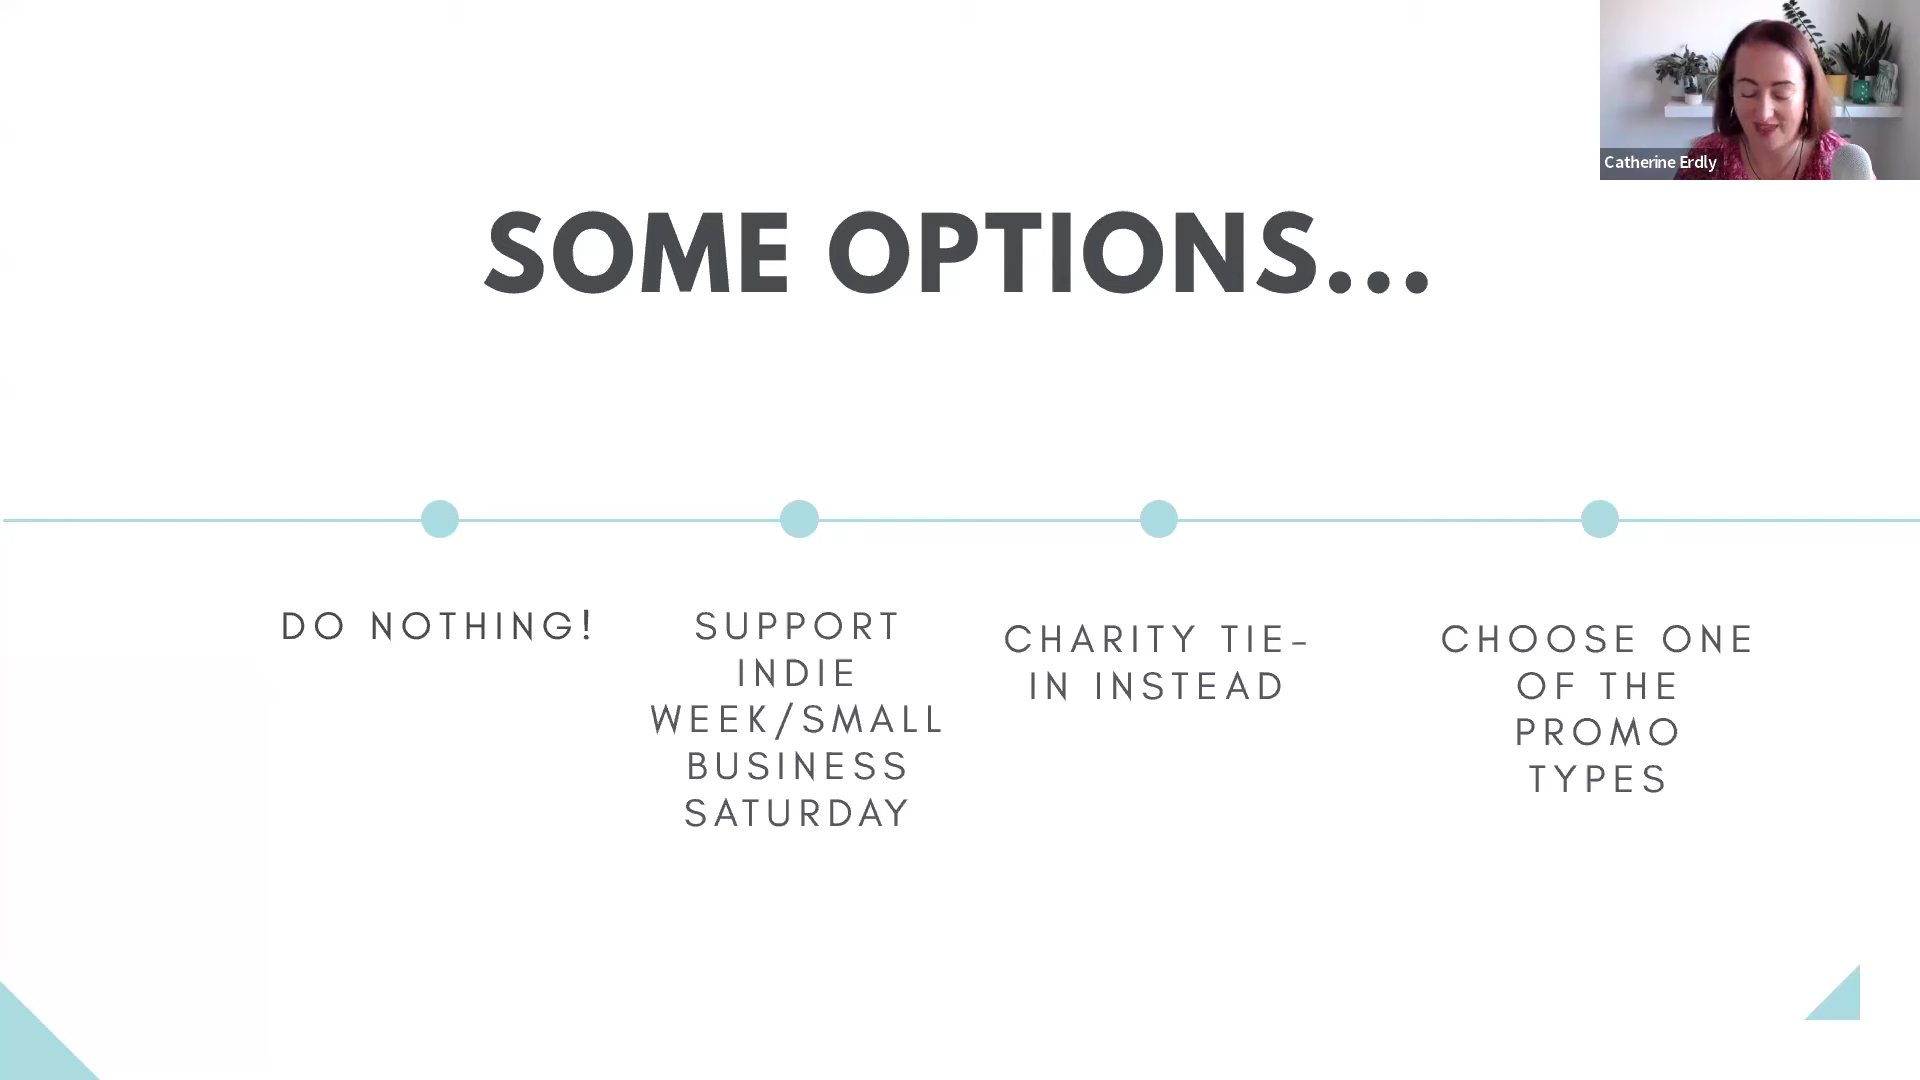 Catherine Erdly
SOME OPTIONS...
DO NOTHING!
SUPPORT
INDIE
WEEK/SMALL
BUSINESS
SATURDAY
CHARITY TIE-
IN INSTEAD
CHOOSE ONE
OF THE
PROMO
TYPES